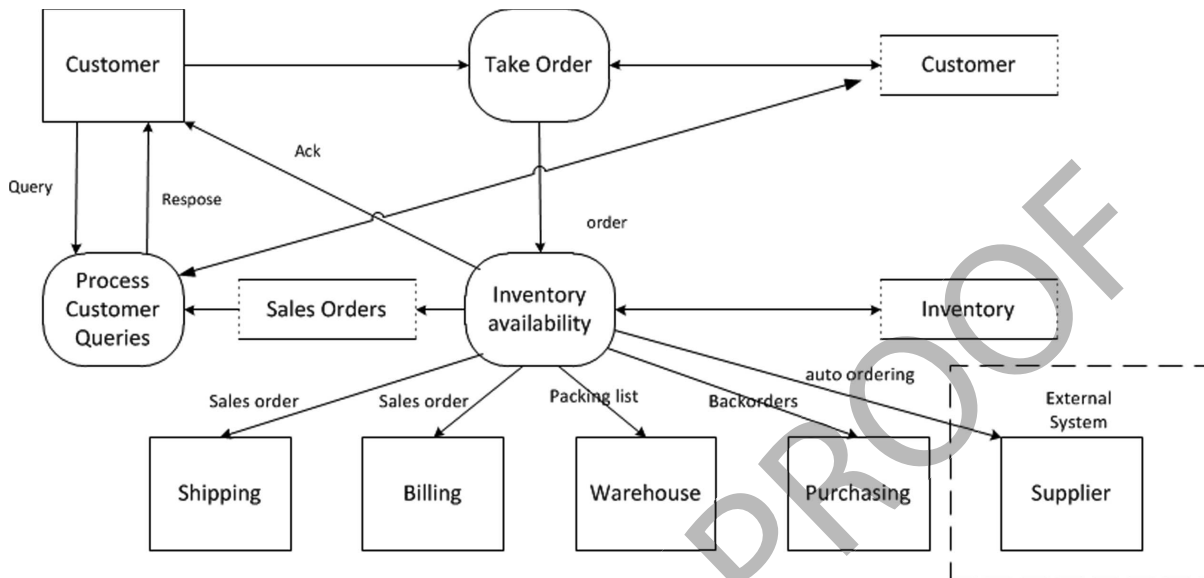 Customer
Take Order
Customer
Ack
Query
Respose
order
Process
Customer
Queries
Sales Orders
Inventory
availability
Inventory
auto ordering
Sales order
Sales order
Packing list
Backorders
External
System
Shipping
Billing
Warehouse
Purchasing
Supplier
PROOF